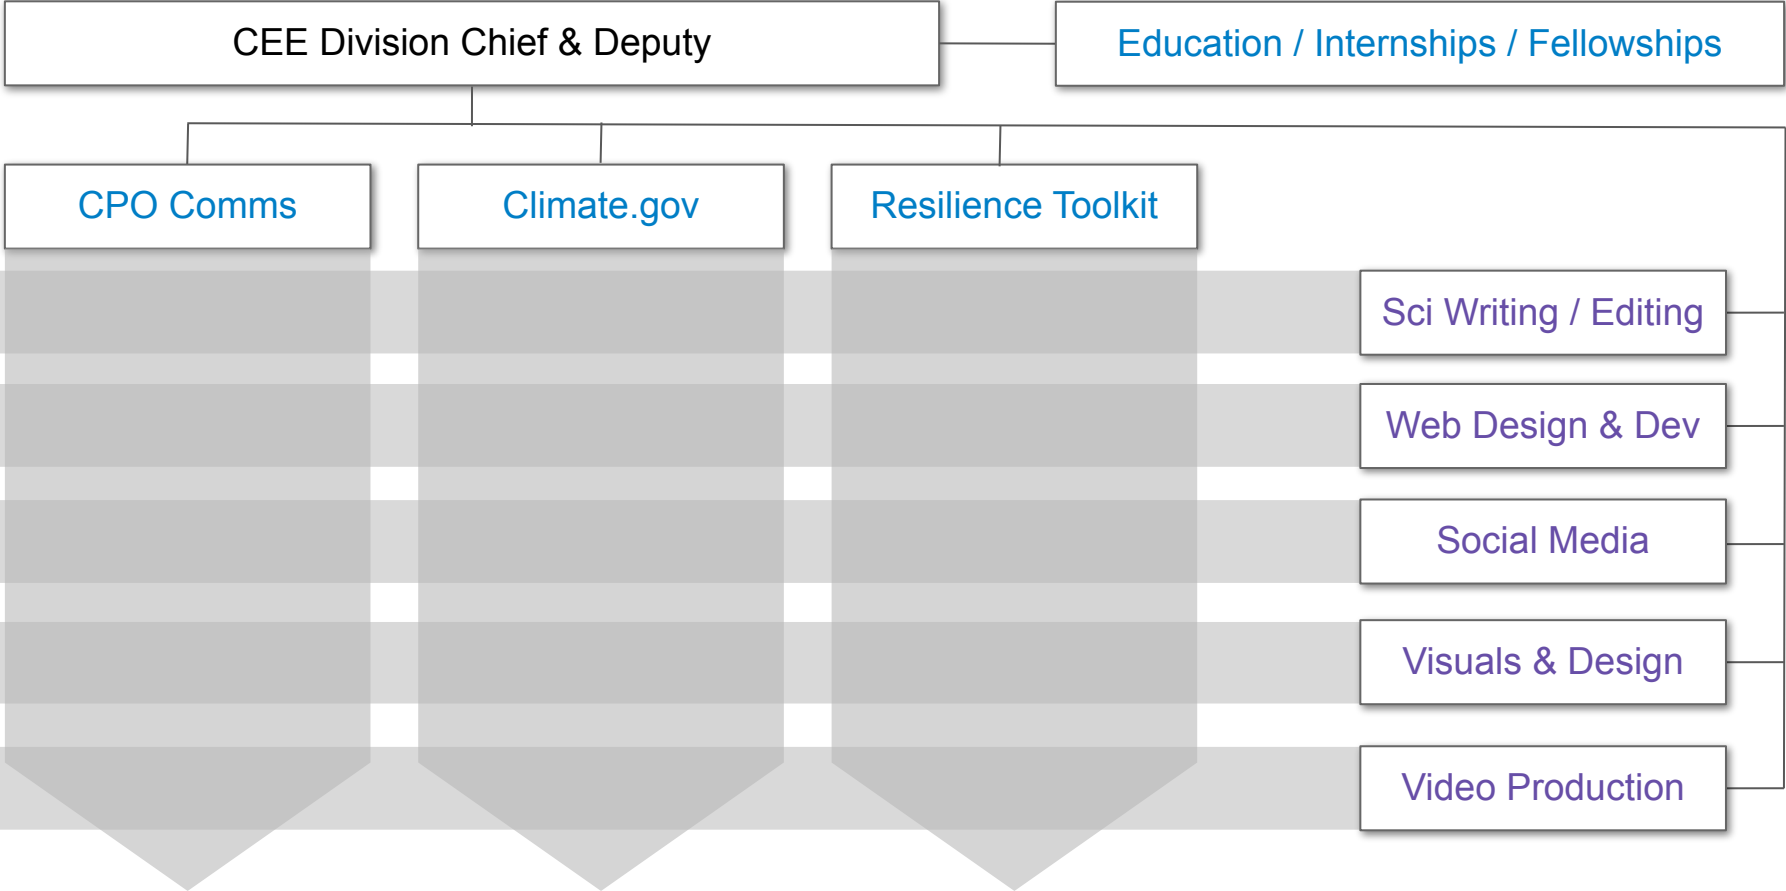 CEE Division Chief & Deputy
Education / Internships / Fellowships
CPO Comms
Climate.gov
Resilience Toolkit
Sci Writing / Editing
Web Design & Dev
Social Media
Visuals & Design
Video Production